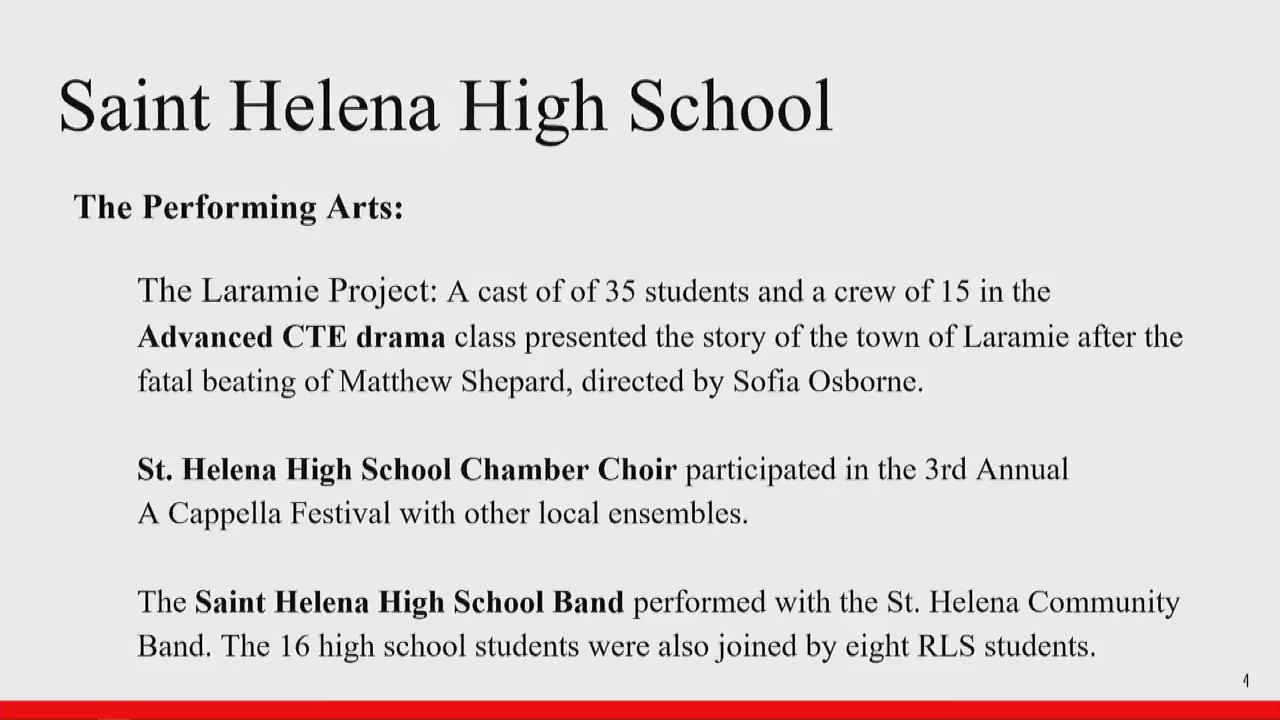 Saint Helena High School
The Performing Arts:
The Laramie Project: A cast of of 35 students and a crew of 15 in the
Advanced CTE drama class presented the story of the town of Laramie after the
fatal beating of Matthew Shepard, directed by Sofia Osborne.
St. Helena High School Chamber Choir participated in the 3rd Annual
A Cappella Festival with other local ensembles.
The Saint Helena High School Band performed with the St. Helena Community
Band. The 16 high school students were also joined by eight RLS students.
4